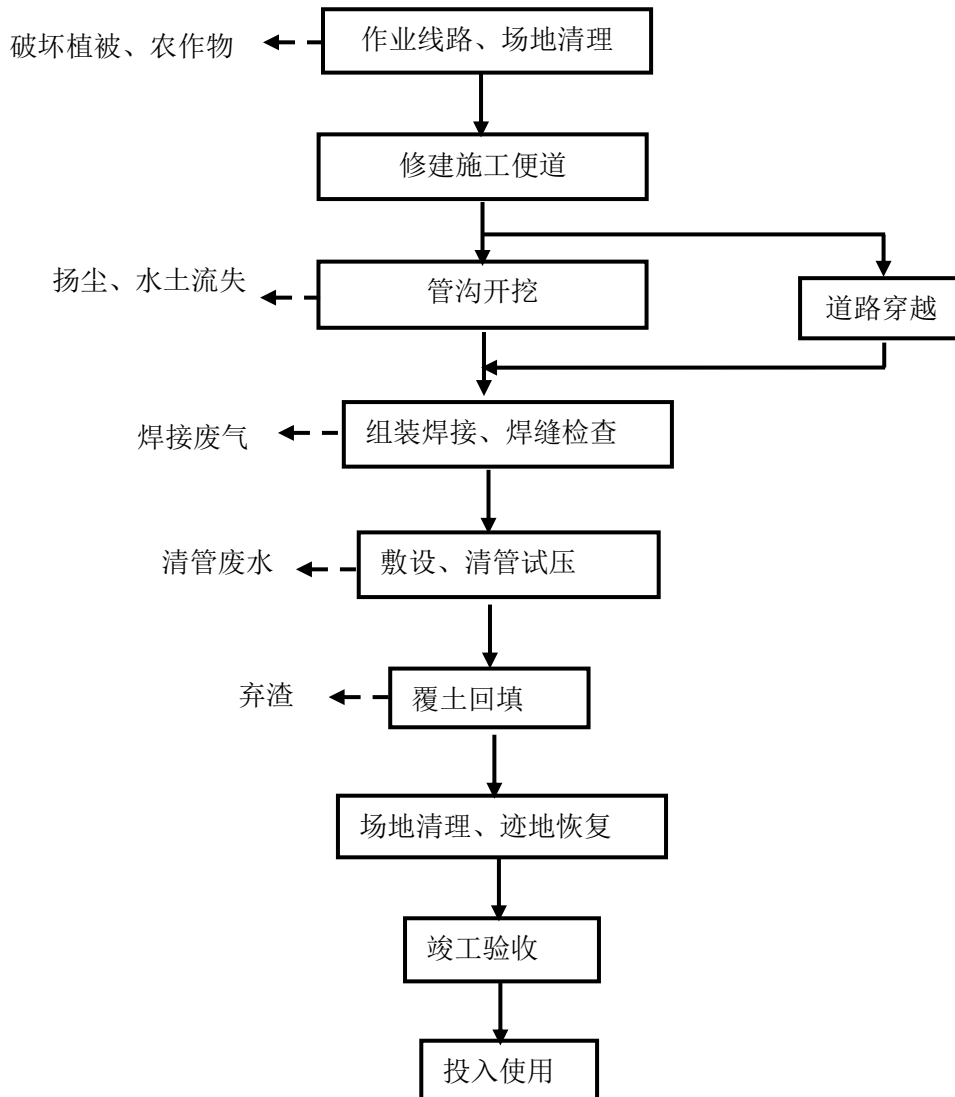 破坏植被、农作物
作业线路、场地清理
修建施工便道
扬尘、水土流失
管沟开挖
道路穿越
焊接废气
组装焊接、焊缝检查
清管废水
敷设、清管试压
弃渣
覆土回填
场地清理、迹地恢复
竣工验收
投入使用